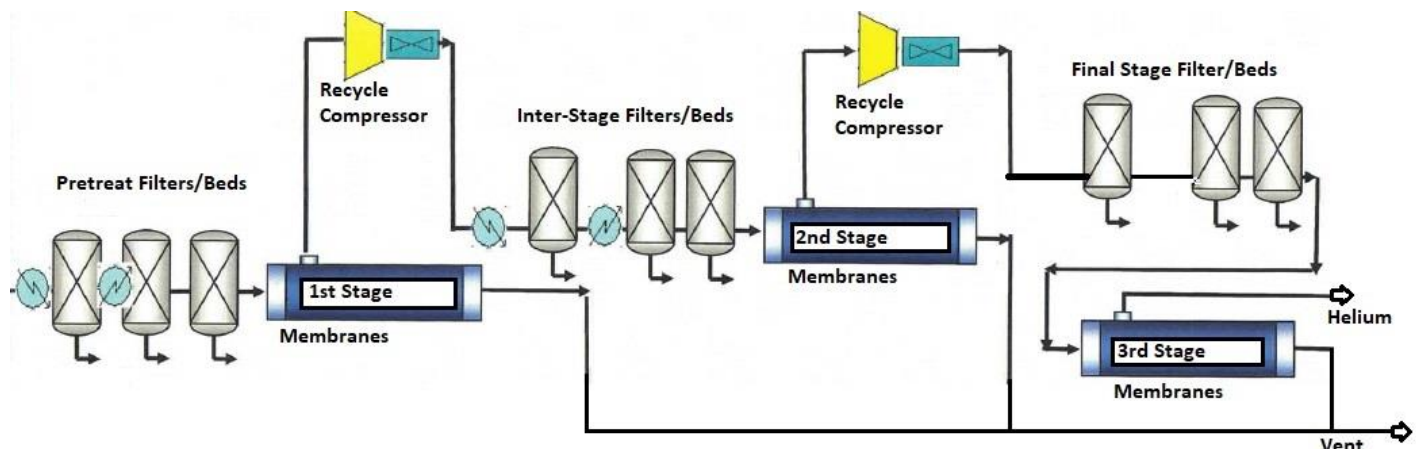 Pretreat Filters/Beds
Recycle
Compressor
1st Stage
Membranes
Inter-Stage Filters/Beds
Recycle
Compressor
2nd Stage
Membranes
Final Stage Filter/Beds
Helium
3rd Stage
Membranes
Vent